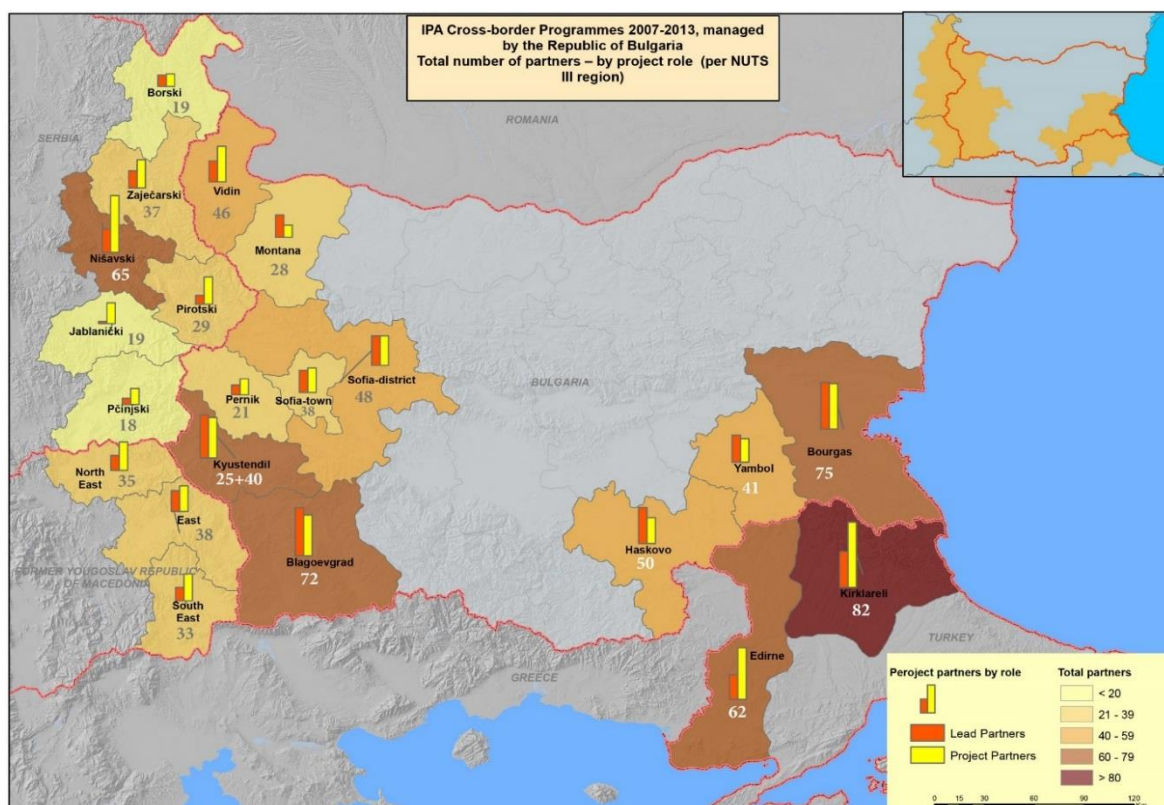 IPA Cross-border Programmes 2007-2013, managed
by the Republic of Bulgaria
Total number of partners – by project role (per NUTS
III region)
ROMANIA
SERBIA
Borski
19
Zaječarski
37
Vidin
46
Nišavski
65
Montana
28
Pirotski
29
Jablanički
19
Pernik
21
Sofia-town
38
Sofia-district
48
BULGARIA
Pčinjski
18
Kyustendil
25+40
North
East
35
East
38
FORMER YOUGOSLAV REPUBLIC
OF MACEDONIA
South
East
33
Blagoevgrad
72
Haskovo
50
Yambol
41
Bourgas
75
Kirklareli
82
Edirne
62
GREECE
TURKEY
Peroject partners by role
Lead Partners
Project Partners
Total partners
< 20
21 - 39
40 - 59
60 - 79
> 80
0 15 30 60 90 120
Km